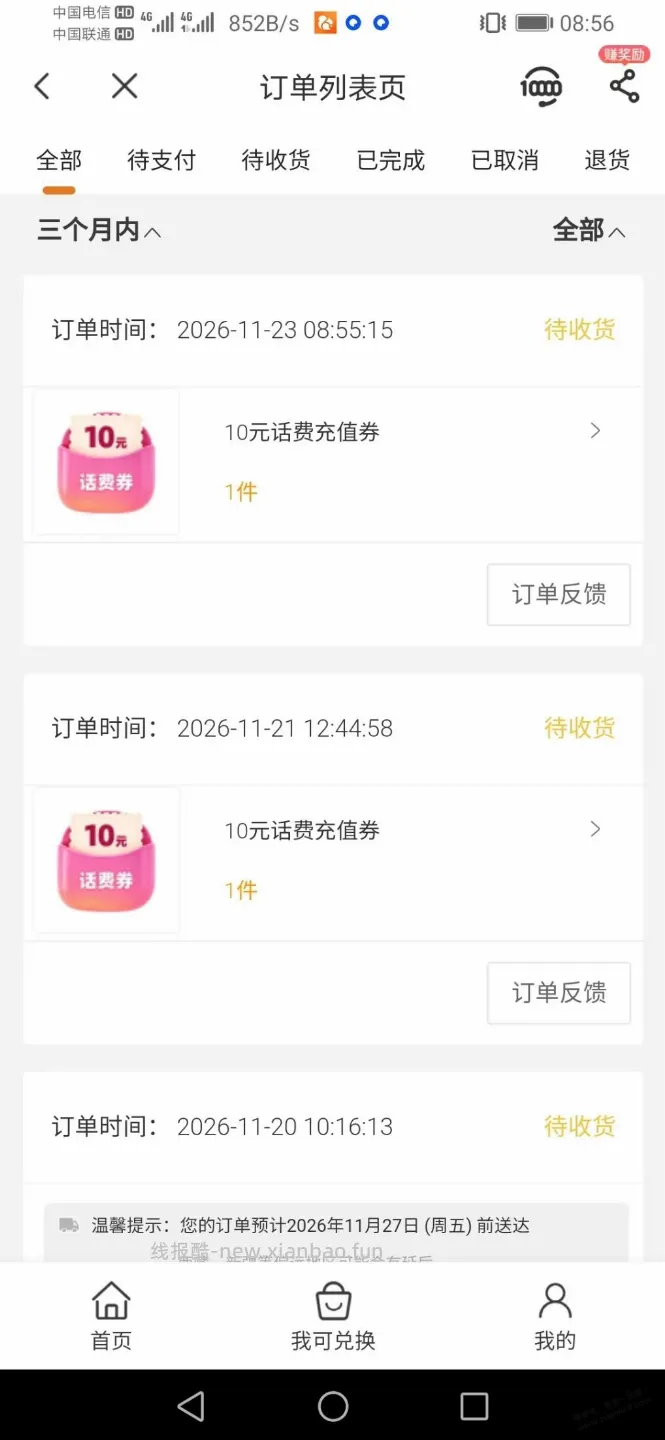 中国电信 HD 4G 4G 852B/s 08:56
中国联通 HD
赚奖励
订单列表页
10000
全部 待支付 待收货 已完成 已取消 退货
三个月内 全部
订单时间： 2026-11-23 08:55:15 待收货
10元
话费券
10元话费充值券
1件
订单反馈
订单时间： 2026-11-21 12:44:58 待收货
10元
话费券
10元话费充值券
1件
订单反馈
订单时间： 2026-11-20 10:16:13 待收货
温馨提示：您的订单预计2026年11月27日 (周五) 前送达
线报酷-new.xianbao.fun
首页 我可兑换 我的